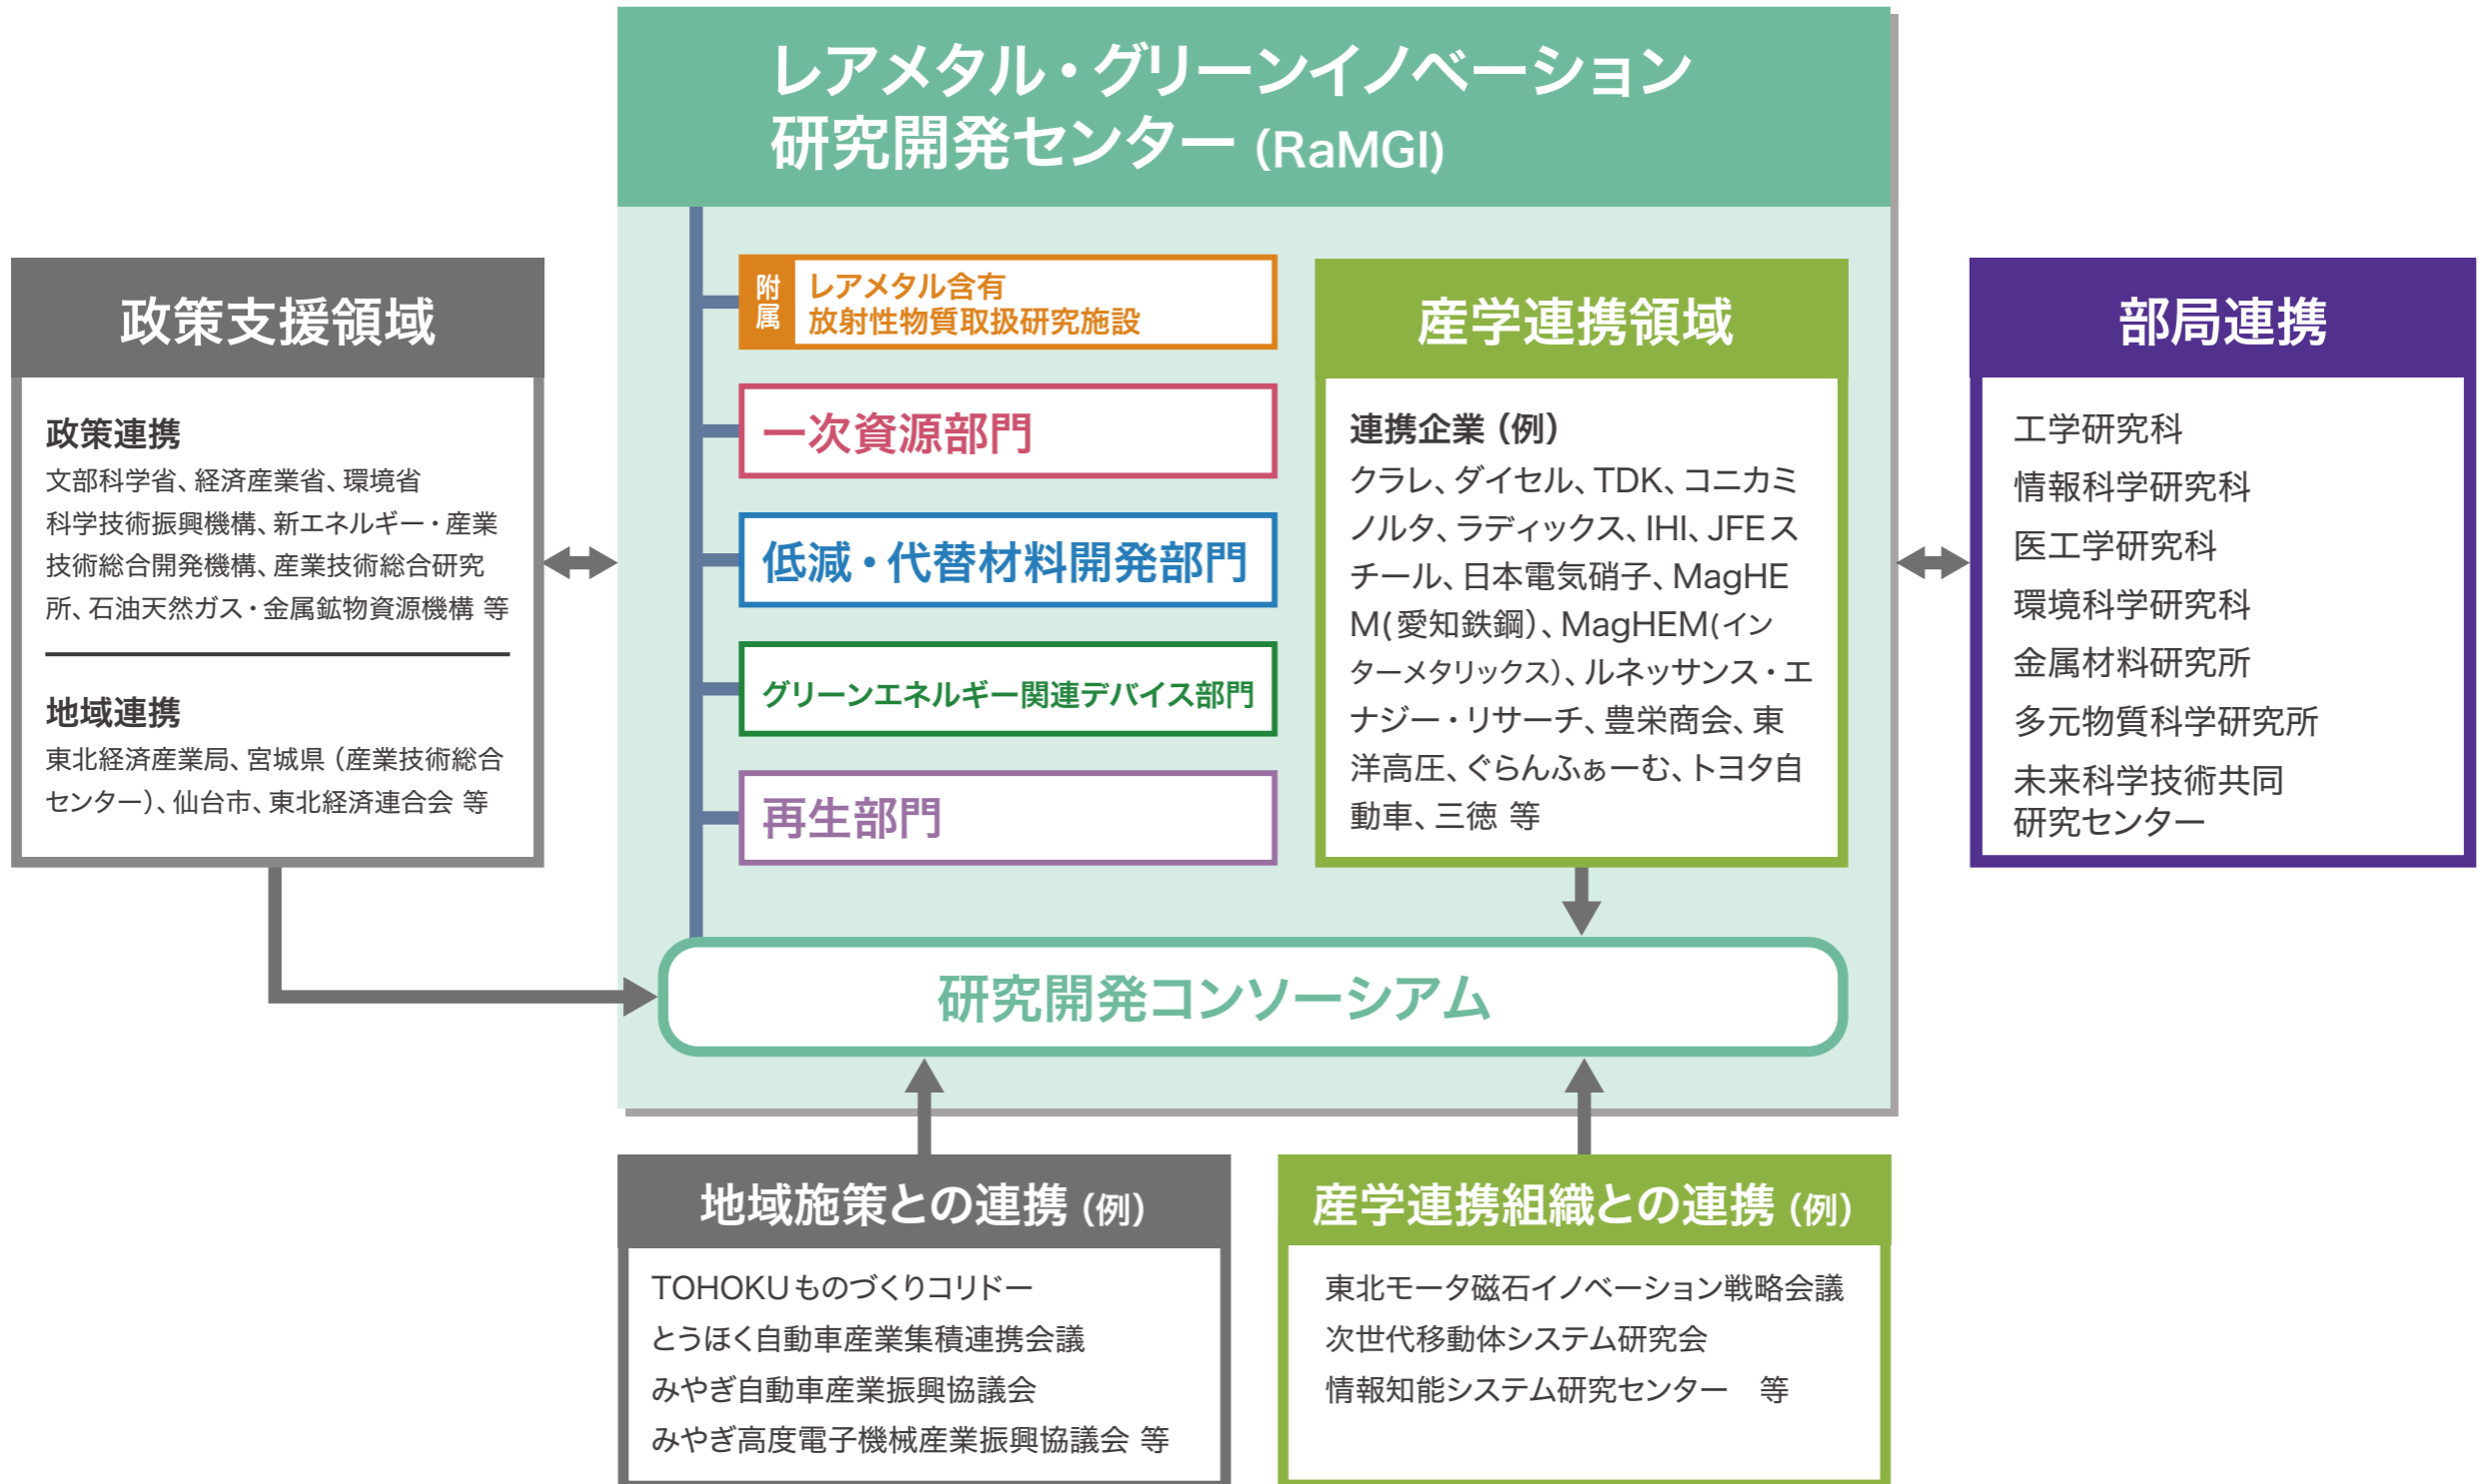 レアメタル・グリーンイノベーション
研究開発センター (RaMGI)
政策支援領域
政策連携
文部科学省、経済産業省、環境省
科学技術振興機構、新エネルギー・産業
技術総合開発機構、産業技術総合研究
所、石油天然ガス・金属鉱物資源機構 等
地域連携
東北経済産業局、宮城県（産業技術総合
センター）、仙台市、東北経済連合会 等
附属
レアメタル含有
放射性物質取扱研究施設
一次資源部門
低減・代替材料開発部門
グリーンエネルギー関連デバイス部門
再生部門
産学連携領域
連携企業（例）
クラレ、ダイセル、TDK、コニカミ
ノルタ、ラディックス、IHI、JFEス
チール、日本電気硝子、MagHE
M(愛知鉄鋼）、MagHEM(イン
ターメタリックス）、ルネッサンス・エ
ナジー・リサーチ、豊栄商会、東
洋高圧、ぐらんふぁーむ、トヨタ自
動車、三徳 等
部局連携
工学研究科
情報科学研究科
医工学研究科
環境科学研究科
金属材料研究所
多元物質科学研究所
未来科学技術共同
研究センター
研究開発コンソーシアム
地域施策との連携（例）
TOHOKUものづくりコリドー
とうほく自動車産業集積連携会議
みやぎ自動車産業振興協議会
みやぎ高度電子機械産業振興協議会 等
産学連携組織との連携（例）
東北モータ磁石イノベーション戦略会議
次世代移動体システム研究会
情報知能システム研究センター　等